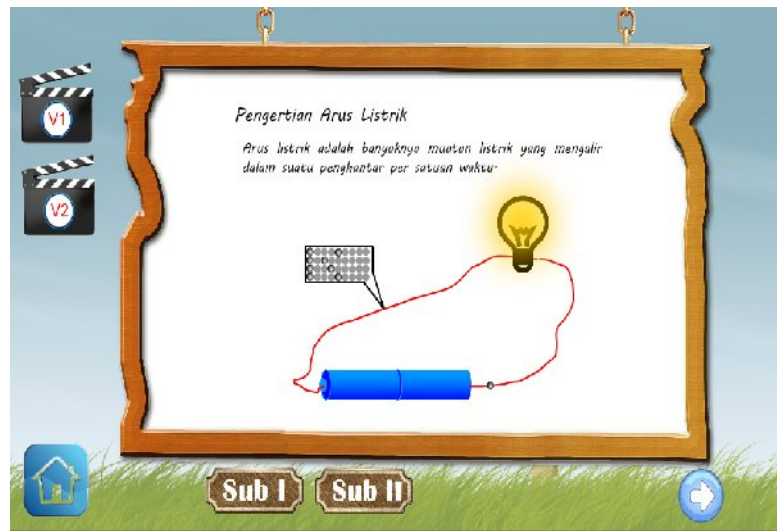 V1
Pengertian Arus Listrik
Arus listrik adalah banyaknya muatan listrik yang mengalir
dalam suatu penghantar per satuan waktu.
V2
Sub I
Sub II